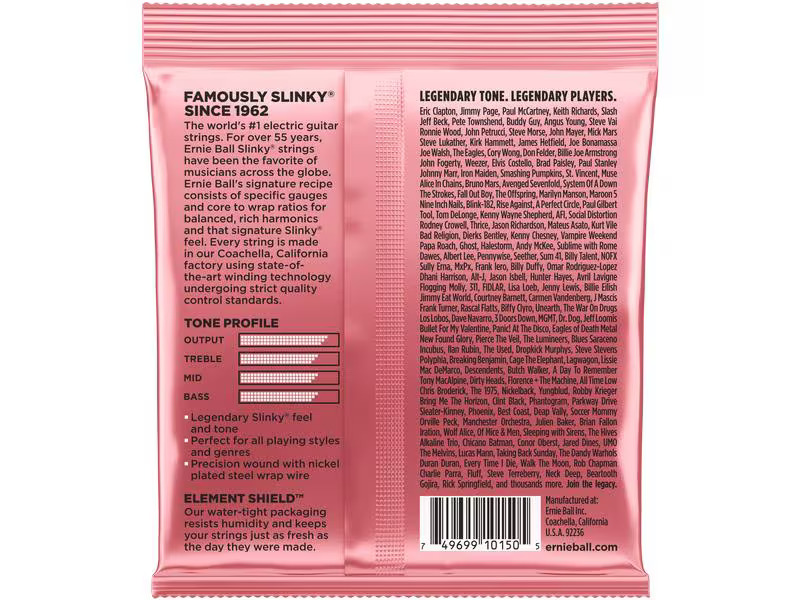 FAMOUSLY SLINKY®
SINCE 1962
The world's #1 electric guitar
strings. For over 55 years,
Ernie Ball Slinky® strings
have been the favorite of
musicians across the globe.
Ernie Ball's signature recipe
consists of specific gauges
and core to wrap ratios for
balanced, rich harmonics
and that signature Slinky®
feel. Every string is made
in our Coachella, California
factory using state-of-
the-art winding technology
undergoing strict quality
control standards.
TONE PROFILE
OUTPUT
TREBLE
MID
BASS
▪ Legendary Slinky® feel
and tone
▪ Perfect for all playing styles
and genres
▪ Precision wound with nickel
plated steel wrap wire
ELEMENT SHIELD™
Our water-tight packaging
resists humidity and keeps
your strings just as fresh as
the day they were made.
LEGENDARY TONE. LEGENDARY PLAYERS.
Eric Clapton, Jimmy Page, Paul McCartney, Keith Richards, Slash
Jeff Beck, Pete Townshend, Buddy Guy, Angus Young, Steve Vai
Ronnie Wood, John Petrucci, Steve Morse, John Mayer, Mick Mars
Steve Lukather, Kirk Hammett, James Hetfield, Joe Bonamassa
Joe Walsh, The Eagles, Cory Wong, Don Felder, Billie Joe Armstrong
John Fogerty, Weezer, Elvis Costello, Brad Paisley, Paul Stanley
Johnny Marr, Iron Maiden, Smashing Pumpkins, St. Vincent, Muse
Alice In Chains, Bruno Mars, Avenged Sevenfold, System Of A Down
The Strokes, Fall Out Boy, The Offspring, Marilyn Manson, Maroon 5
Nine Inch Nails, Blink-182, Rise Against, A Perfect Circle, Paul Gilbert
Tool, Tom DeLonge, Kenny Wayne Shepherd, AFI, Social Distortion
Rodney Crowell, Thrice, Jason Richardson, Mateus Asato, Kurt Vile
Bad Religion, Dierks Bentley, Kenny Chesney, Vampire Weekend
Papa Roach, Ghost, Halestorm, Andy McKee, Sublime with Rome
Dawes, Albert Lee, Pennywise, Seether, Sum 41, Billy Talent, NOFX
Sully Erna, MxPx, Frank Iero, Billy Duffy, Omar Rodriguez-Lopez
Dhani Harrison, Alt-J, Jason Isbell, Hunter Hayes, Avril Lavigne
Flogging Molly, 311, FIDLAR, Lisa Loeb, Jenny Lewis, Billie Eilish
Jimmy Eat World, Courtney Barnett, Carmen Vandenberg, J Mascis
Frank Turner, Rascal Flatts, Biffy Clyro, Unearth, The War On Drugs
Los Lobos, Dave Navarro, 3 Doors Down, MGMT, Dr. Dog, Jeff Loomis
Bullet For My Valentine, Panic! At The Disco, Eagles of Death Metal
New Found Glory, Pierce The Veil, The Lumineers, Blues Saraceno
Incubus, Ilan Rubin, The Used, Dropkick Murphys, Steve Stevens
Polyphia, Breaking Benjamin, Cage The Elephant, Lagwagon, Lissie
Mac DeMarco, Descendents, Butch Walker, A Day To Remember
Tony MacAlpine, Dirty Heads, Florence + The Machine, All Time Low
Chris Broderick, The 1975, Nickelback, Yungblud, Robby Krieger
Bring Me The Horizon, Clint Black, Phantogram, Parkway Drive
Sleater-Kinney, Phoenix, Best Coast, Deap Vally, Soccer Mommy
Orville Peck, Manchester Orchestra, Julien Baker, Brian Fallon
Iration, Wolf Alice, Of Mice & Men, Sleeping with Sirens, The Hives
Alkaline Trio, Chicano Batman, Conor Oberst, Jared Dines, UMO
The Melvins, Lucas Mann, Taking Back Sunday, The Dandy Warhols
Duran Duran, Every Time I Die, Walk The Moon, Rob Chapman
Charlie Parra, Fluff, Steve Terreberry, Neck Deep, Beartooth
Gojira, Rick Springfield, and thousands more. Join the legacy.
7 49699 10150 5
Manufactured at:
Ernie Ball Inc.
Coachella, California
U.S.A. 92236
ernieball.com